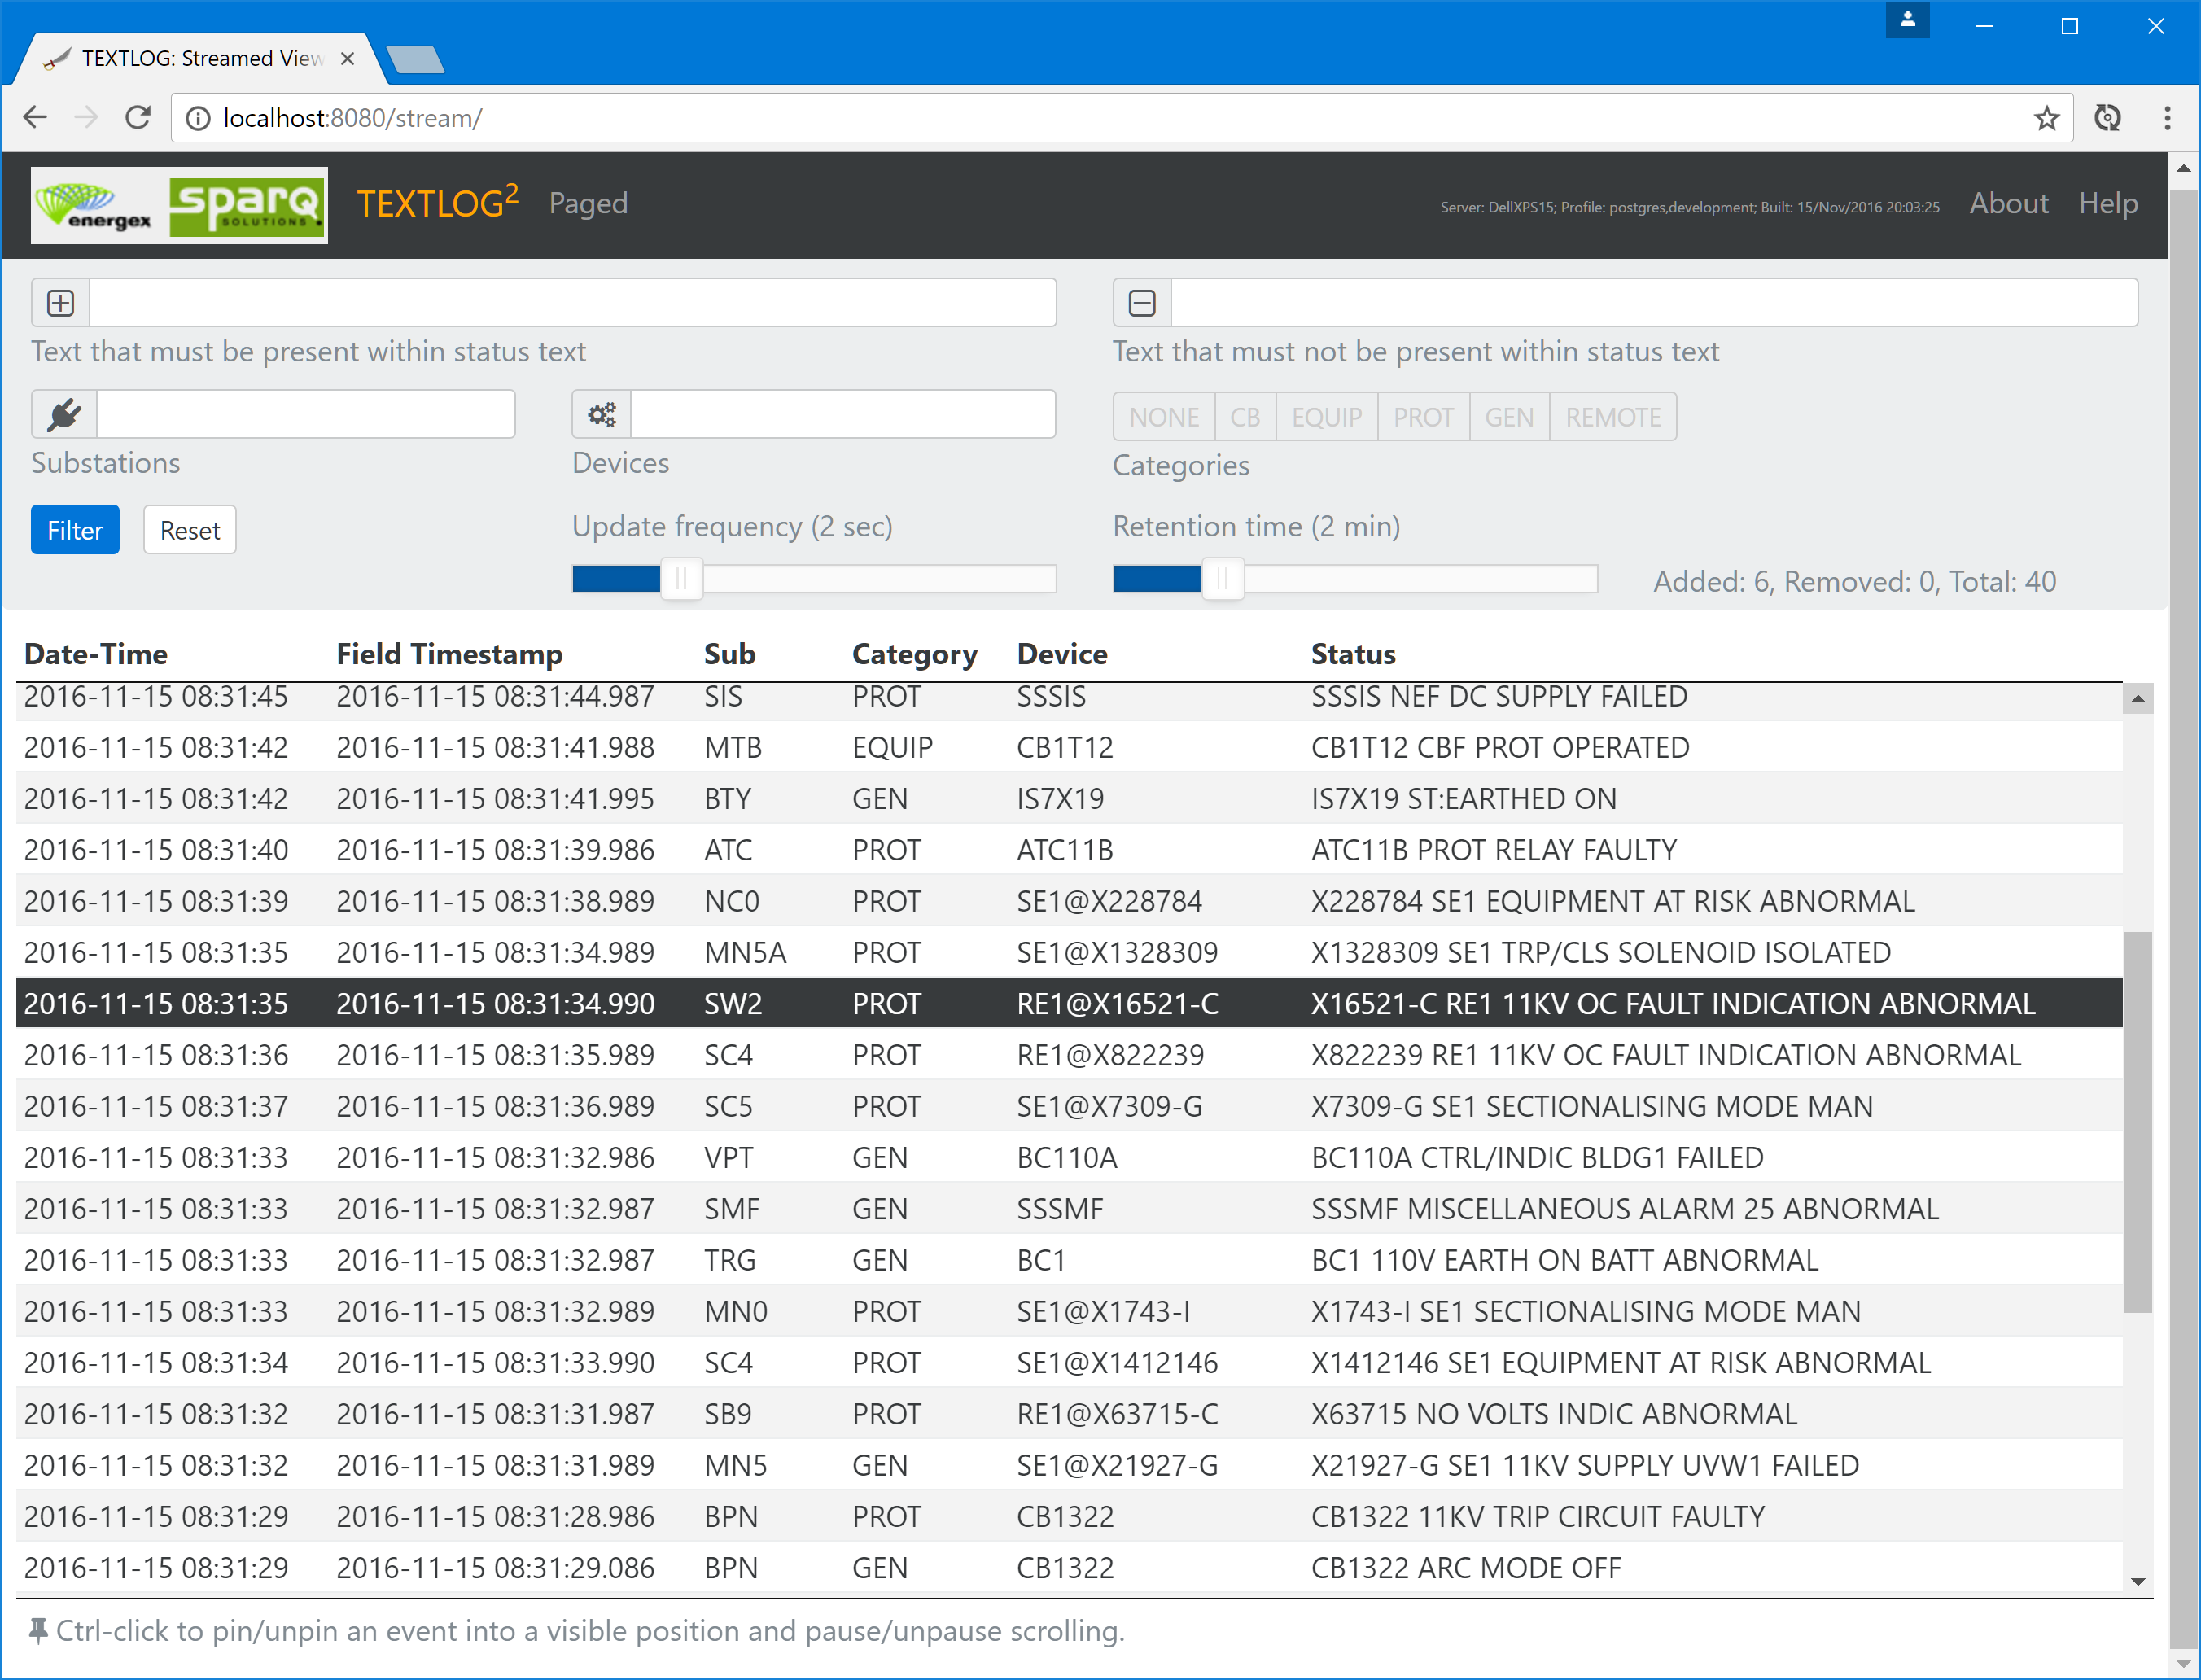 TEXTLOG: Streamed View
localhost:8080/stream/
energex sparq SOLUTIONS TEXTLOG2 Paged Server: DellXPS15; Profile: postgres,development; Built: 15/Nov/2016 20:03:25 About Help
Text that must be present within status text Text that must not be present within status text
NONE CB EQUIP PROT GEN REMOTE
Substations Devices Categories
Filter Reset Update frequency (2 sec) Retention time (2 min)
Added: 6, Removed: 0, Total: 40
Date-Time Field Timestamp Sub Category Device Status
2016-11-15 08:31:45 2016-11-15 08:31:44.987 SIS PROT SSSIS SSSIS NEF DC SUPPLY FAILED
2016-11-15 08:31:42 2016-11-15 08:31:41.988 MTB EQUIP CB1T12 CB1T12 CBF PROT OPERATED
2016-11-15 08:31:42 2016-11-15 08:31:41.995 BTY GEN IS7X19 IS7X19 ST:EARTHED ON
2016-11-15 08:31:40 2016-11-15 08:31:39.986 ATC PROT ATC11B ATC11B PROT RELAY FAULTY
2016-11-15 08:31:39 2016-11-15 08:31:38.989 NC0 PROT SE1@X228784 X228784 SE1 EQUIPMENT AT RISK ABNORMAL
2016-11-15 08:31:35 2016-11-15 08:31:34.989 MN5A PROT SE1@X1328309 X1328309 SE1 TRP/CLS SOLENOID ISOLATED
2016-11-15 08:31:35 2016-11-15 08:31:34.990 SW2 PROT RE1@X16521-C X16521-C RE1 11KV OC FAULT INDICATION ABNORMAL
2016-11-15 08:31:36 2016-11-15 08:31:35.989 SC4 PROT RE1@X822239 X822239 RE1 11KV OC FAULT INDICATION ABNORMAL
2016-11-15 08:31:37 2016-11-15 08:31:36.989 SC5 PROT SE1@X7309-G X7309-G SE1 SECTIONALISING MODE MAN
2016-11-15 08:31:33 2016-11-15 08:31:32.986 VPT GEN BC110A BC110A CTRL/INDIC BLDG1 FAILED
2016-11-15 08:31:33 2016-11-15 08:31:32.987 SMF GEN SSSMF SSSMF MISCELLANEOUS ALARM 25 ABNORMAL
2016-11-15 08:31:33 2016-11-15 08:31:32.987 TRG GEN BC1 BC1 110V EARTH ON BATT ABNORMAL
2016-11-15 08:31:33 2016-11-15 08:31:32.989 MN0 PROT SE1@X1743-I X1743-I SE1 SECTIONALISING MODE MAN
2016-11-15 08:31:34 2016-11-15 08:31:33.990 SC4 PROT SE1@X1412146 X1412146 SE1 EQUIPMENT AT RISK ABNORMAL
2016-11-15 08:31:32 2016-11-15 08:31:31.987 SB9 PROT RE1@X63715-C X63715 NO VOLTS INDIC ABNORMAL
2016-11-15 08:31:32 2016-11-15 08:31:31.989 MN5 GEN SE1@X21927-G X21927-G SE1 11KV SUPPLY UVW1 FAILED
2016-11-15 08:31:29 2016-11-15 08:31:28.986 BPN PROT CB1322 CB1322 11KV TRIP CIRCUIT FAULTY
2016-11-15 08:31:29 2016-11-15 08:31:29.086 BPN GEN CB1322 CB1322 ARC MODE OFF
Ctrl-click to pin/unpin an event into a visible position and pause/unpause scrolling.